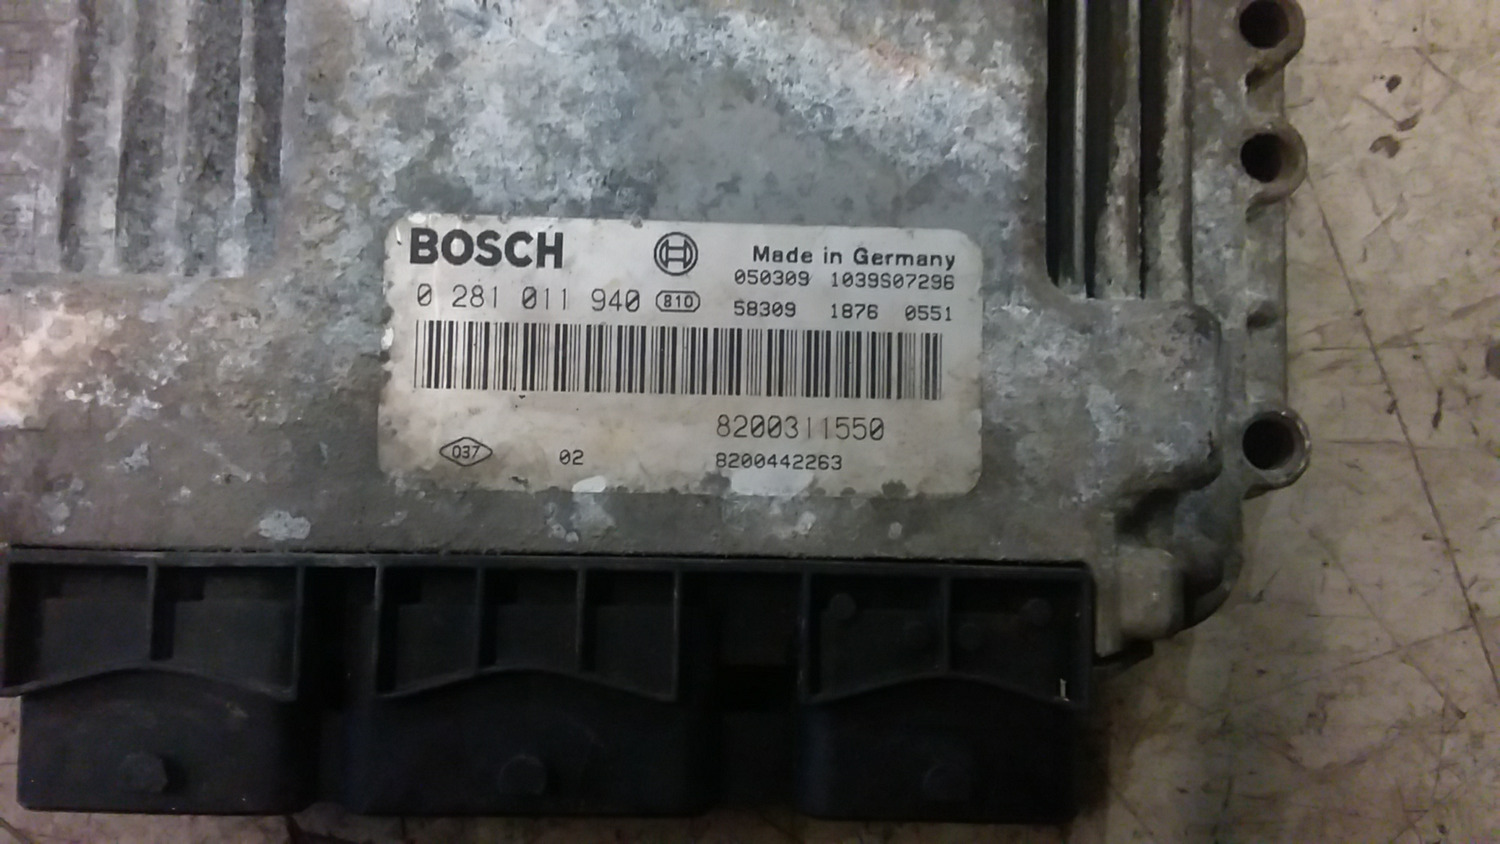 BOSCH
Made in Germany
050309 1039S07296
0 281 011 940 810
58309 1876 0551
8200311550
037 02 8200442263